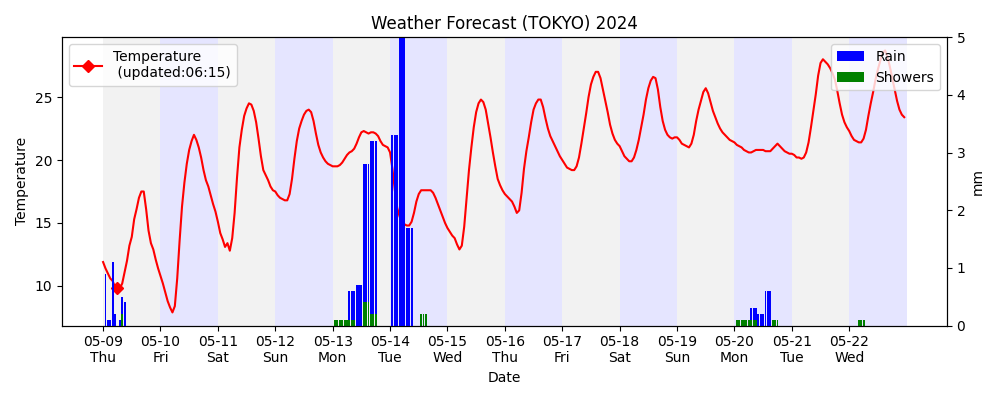 Weather Forecast (TOKYO) 2024
Temperature
(updated:06:15)
Rain
Showers
Temperature
25
20
15
10
5
4
3
2
1
0
mm
05-09 05-10 05-11 05-12 05-13 05-14 05-15 05-16 05-17 05-18 05-19 05-20 05-21 05-22
Thu Fri Sat Sun Mon Tue Wed Thu Fri Sat Sun Mon Tue Wed
Date